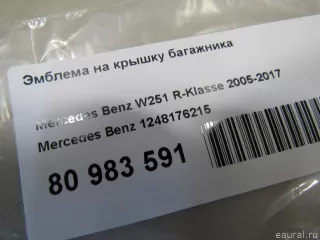 Эмблема на крышку багажника
Mercedes Benz W251 R-Klasse 2005-2017
Mercedes Benz 1248176215
80 983 591
eaural.ru